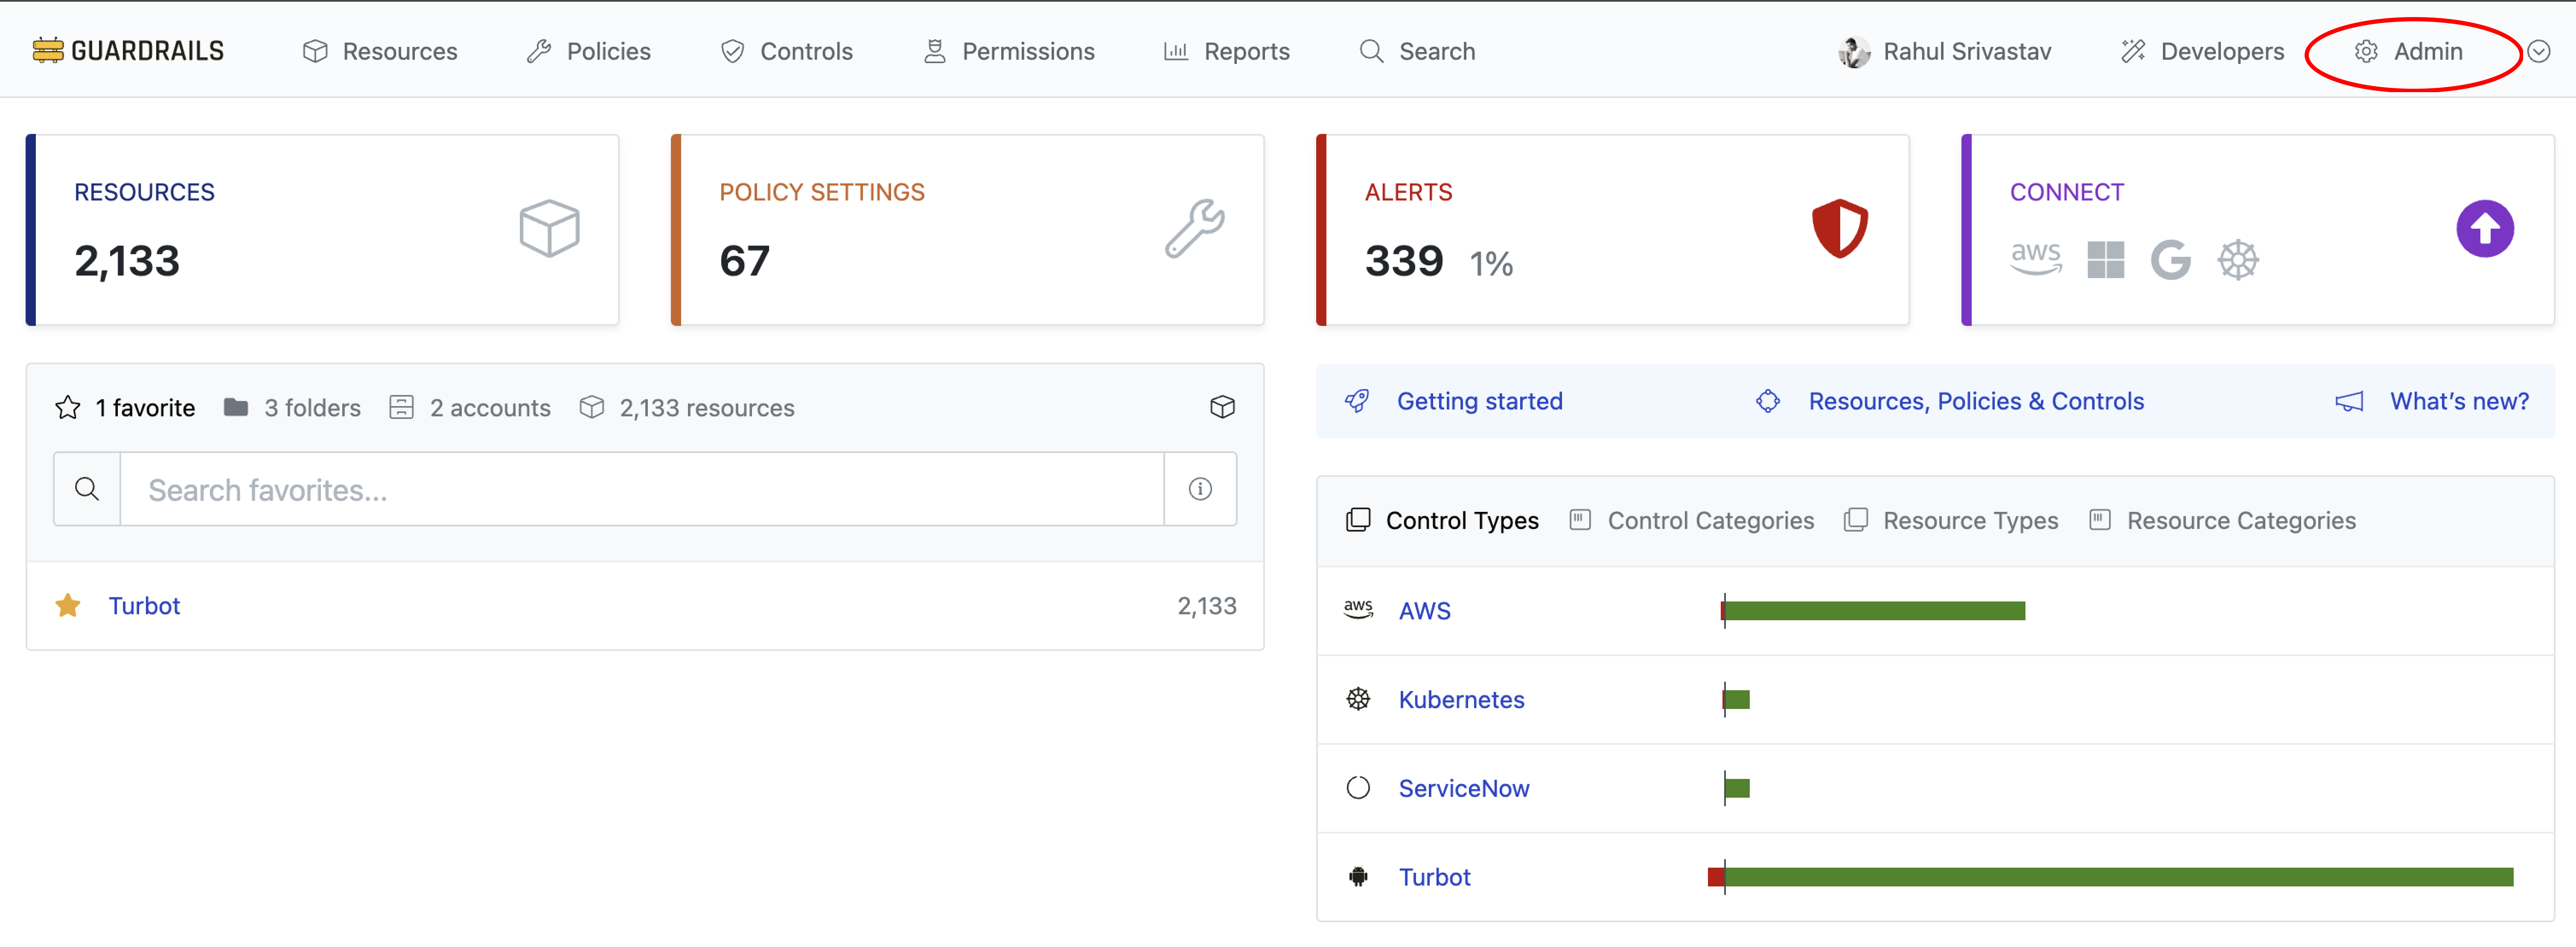 GUARDRAILS Resources Policies Controls Permissions Reports Search Rahul Srivastav Developers Admin
RESOURCES
2,133
POLICY SETTINGS
67
ALERTS
339 1%
CONNECT
aws
1 favorite 3 folders 2 accounts 2,133 resources
Search favorites...
Turbot 2,133
Getting started Resources, Policies & Controls What's new?
Control Types Control Categories Resource Types Resource Categories
aws AWS
Kubernetes
ServiceNow
Turbot